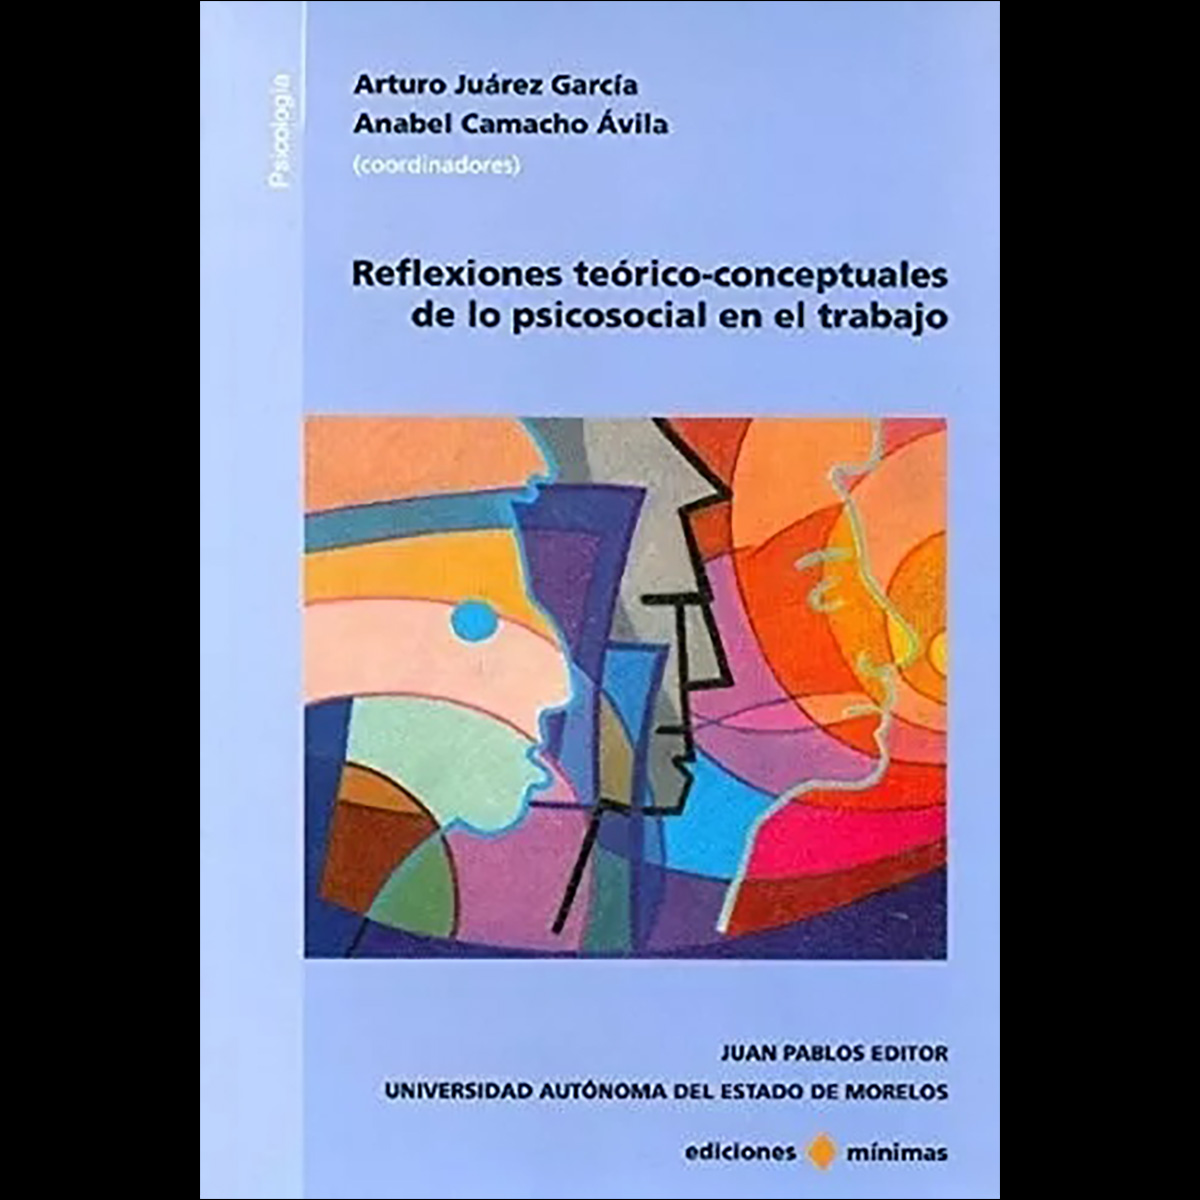 Psicología
Arturo Juárez García
Anabel Camacho Ávila
(coordinadores)
Reflexiones teórico-conceptuales
de lo psicosocial en el trabajo
JUAN PABLOS EDITOR
UNIVERSIDAD AUTÓNOMA DEL ESTADO DE MORELOS
ediciones mínimas